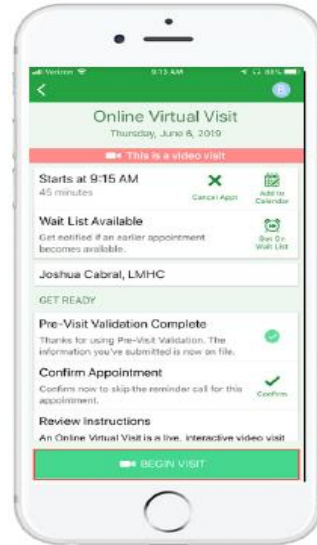 Verizon 9:13 AM 88%
B
Online Virtual Visit
Thursday, June 6, 2019
This is a video visit
Starts at 9:15 AM
45 minutes
Cancel Appt
Add to
Calendar
Wait List Available
Get notified if an earlier appointment
becomes available.
Get On
Wait List
Joshua Cabral, LMHC
GET READY
Pre-Visit Validation Complete
Thanks for using Pre-Visit Validation. The
information you've submitted is now on file.
Confirm Appointment
Confirm now to skip the reminder call for this
appointment.
Confirm
Review Instructions
An Online Virtual Visit is a live, interactive video visit
BEGIN VISIT